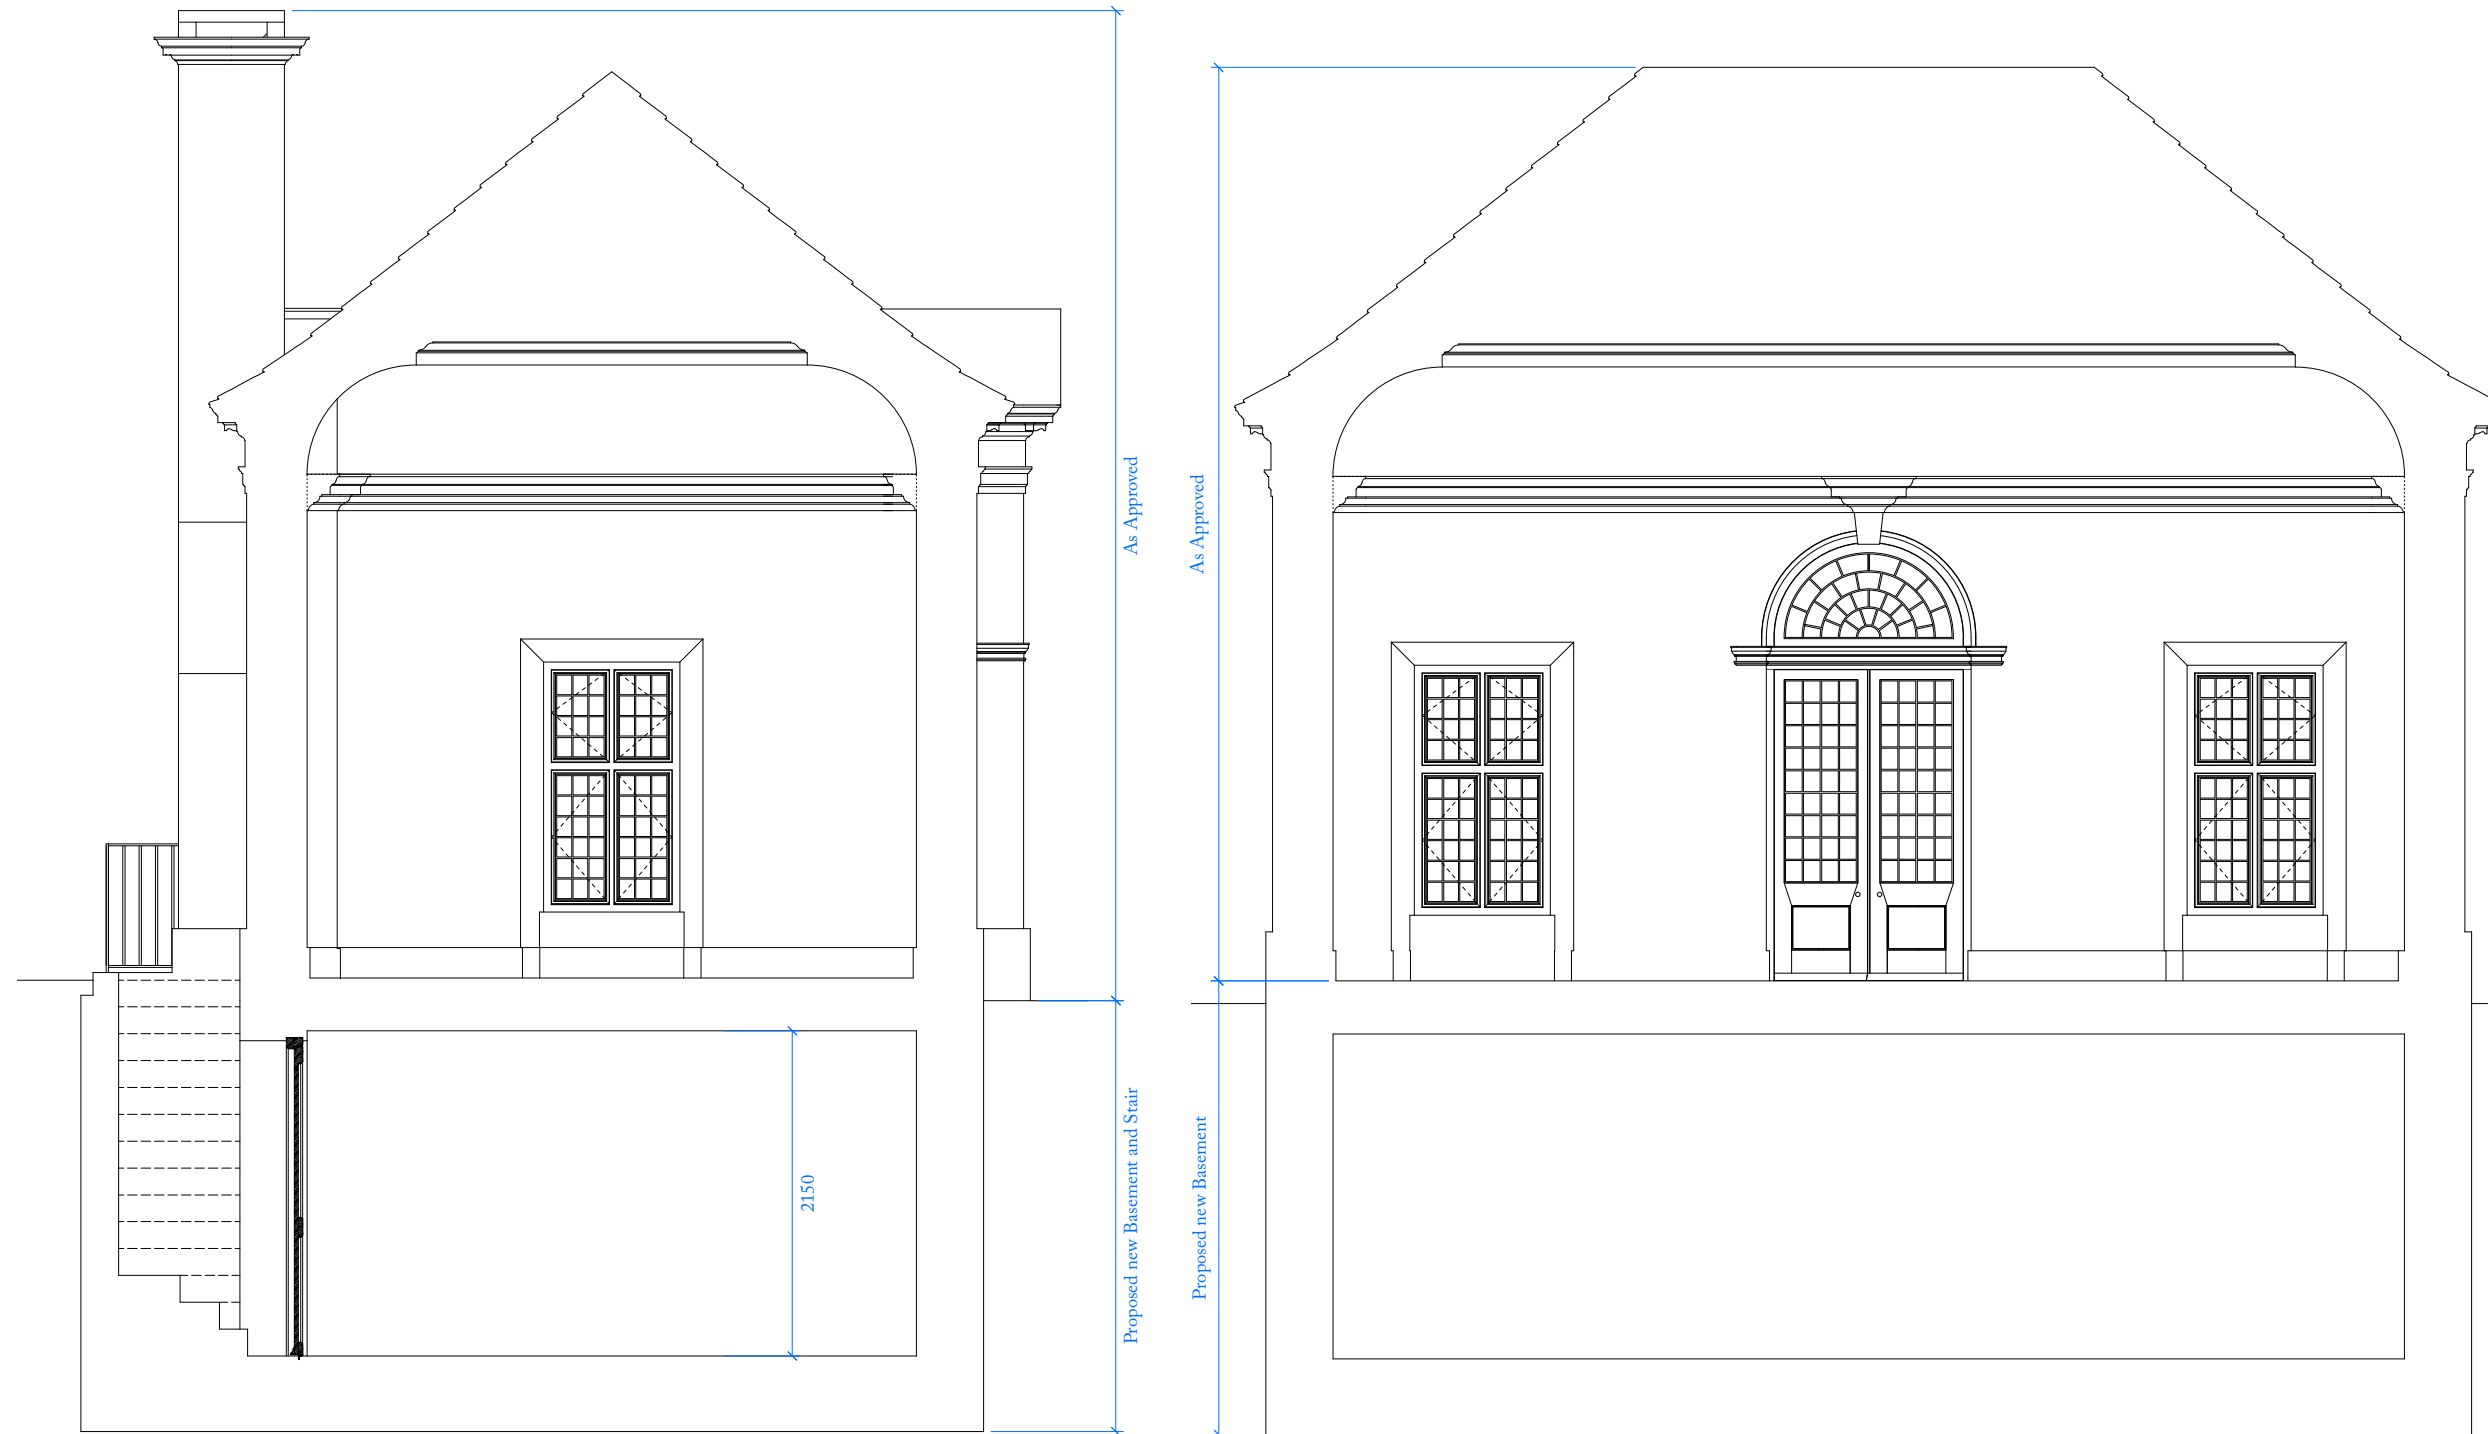 As Approved
Proposed new Basement and Stair
2150
As Approved
Proposed new Basement